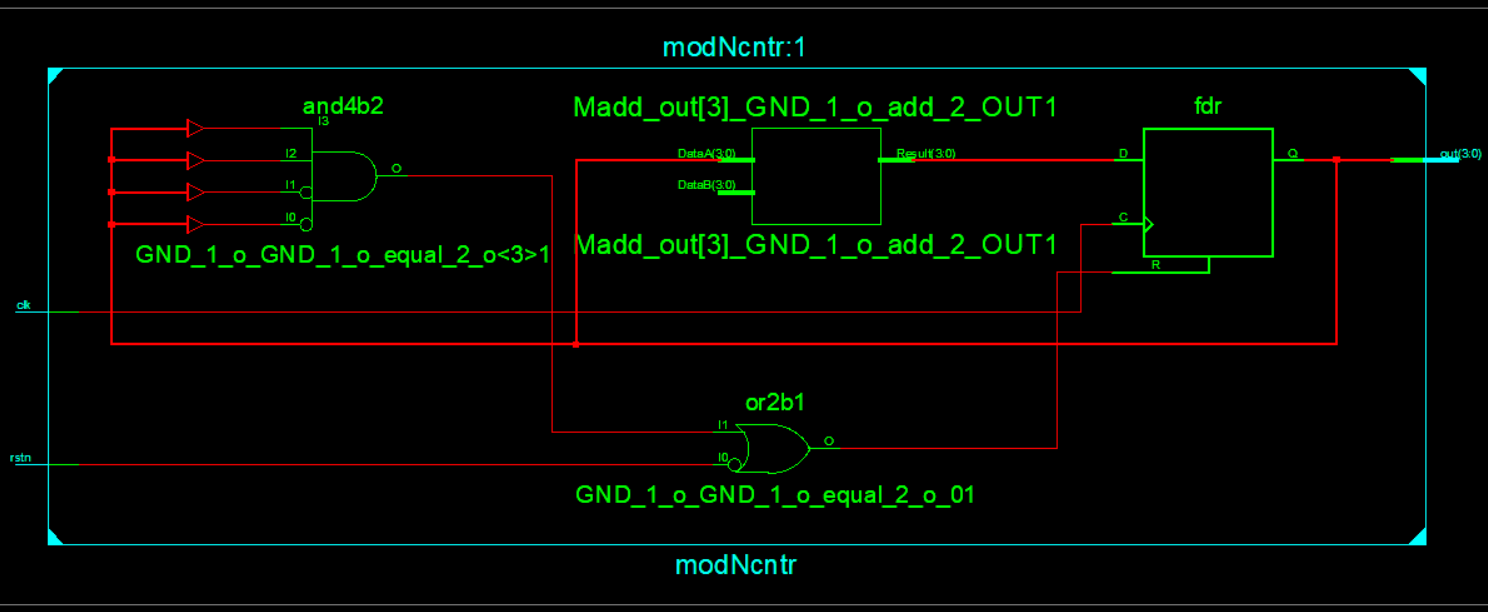 modNcntr:1
and4b2
I3
I2
I1
I0
O
GND_1_o_GND_1_o_equal_2_o<3>1
Madd_out[3]_GND_1_o_add_2_OUT1
DataA(3:0)
DataB(3:0)
Result(3:0)
Madd_out[3]_GND_1_o_add_2_OUT1
fdr
D
Q
C
R
out(3:0)
clk
or2b1
I1
I0
O
rstn
GND_1_o_GND_1_o_equal_2_o_01
modNcntr